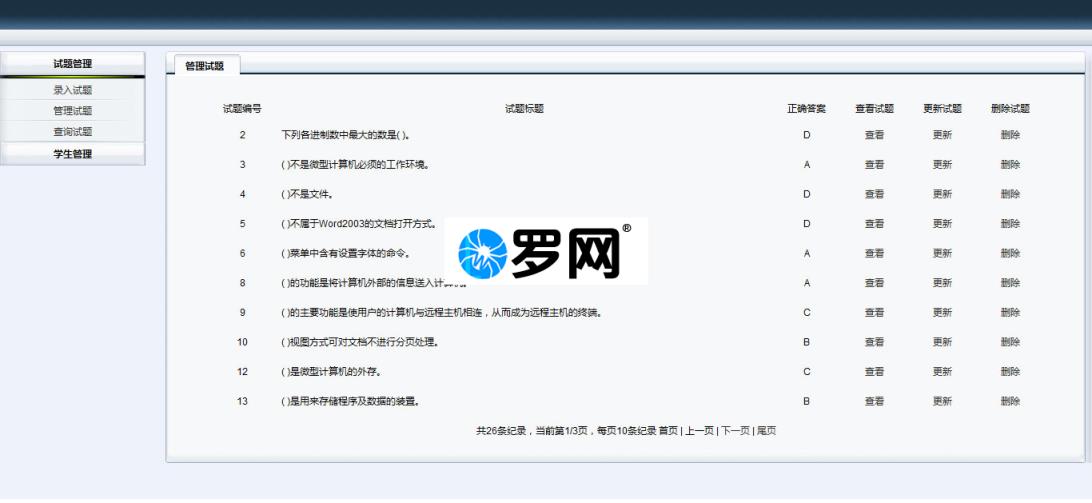 试题管理
录入试题
管理试题
查询试题
学生管理
管理试题
试题编号 试题标题 正确答案 查看试题 更新试题 删除试题
2 下列各进制数中最大的数是( )。 D 查看 更新 删除
3 ( )不是微型计算机必须的工作环境。 A 查看 更新 删除
4 ( )不是文件。 D 查看 更新 删除
5 ( )不属于Word2003的文档打开方式。 D 查看 更新 删除
6 ( )菜单中含有设置字体的命令。 A 查看 更新 删除
8 ( )的功能是将计算机外部的信息送入计算机。 A 查看 更新 删除
9 ( )的主要功能是使用户的计算机与远程主机相连，从而成为远程主机的终端。 C 查看 更新 删除
10 ( )视图方式可对文档不进行分页处理。 B 查看 更新 删除
12 ( )是微型计算机的外存。 C 查看 更新 删除
13 ( )是用来存储程序及数据的装置。 B 查看 更新 删除
共26条纪录，当前第1/3页，每页10条纪录 首页 | 上一页 | 下一页 | 尾页
罗网®